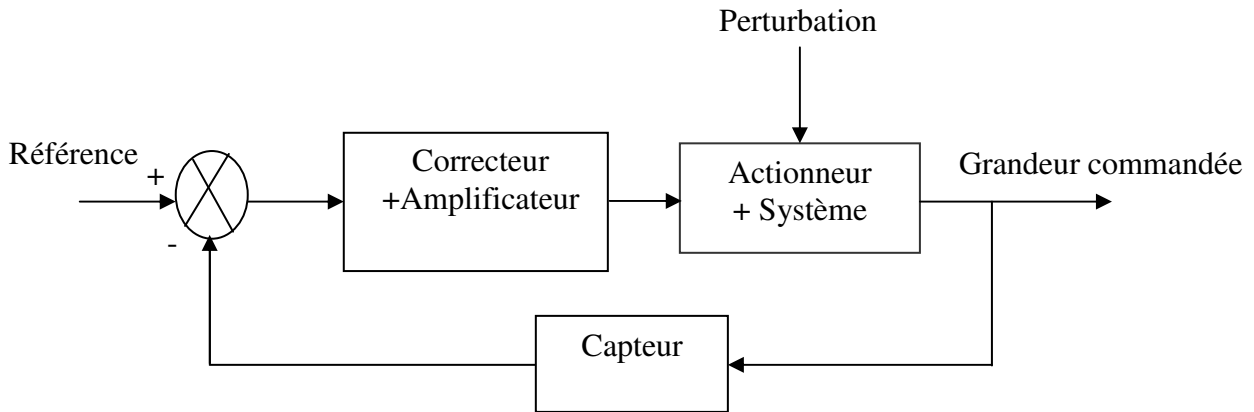 Perturbation
Référence
+
-
Correcteur
+Amplificateur
Actionneur
+ Système
Grandeur commandée
Capteur